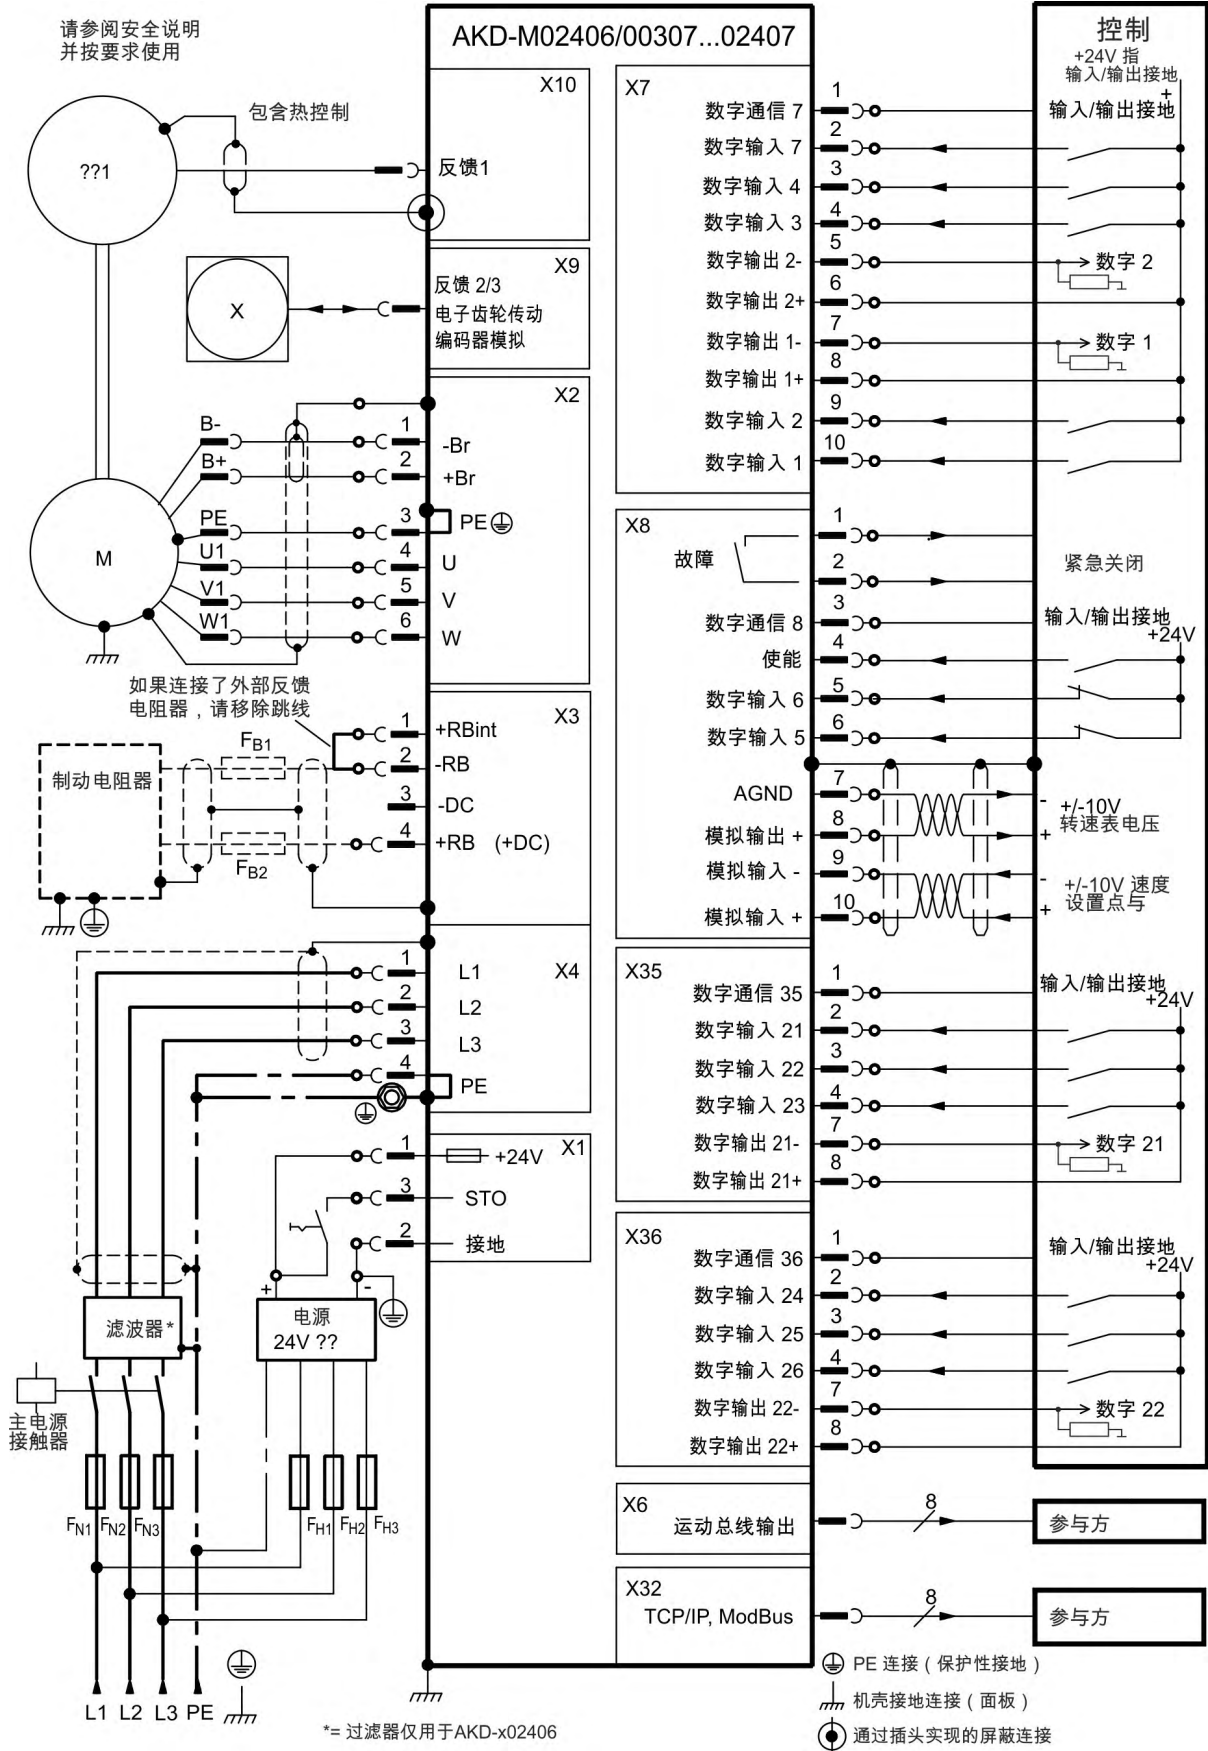 请参阅安全说明
并按要求使用
AKD-M02406/00307...02407
控制
+24V 指
输入/输出接地
+
输入/输出接地
包含热控制
??1
X10
反馈1
X9
反馈 2/3
电子齿轮传动
编码器模拟
X
X7
数字通信 7
1
数字输入 7
2
数字输入 4
3
数字输入 3
4
数字输出 2-
5
数字 2
数字输出 2+
6
数字输出 1-
7
数字 1
数字输出 1+
8
数字输入 2
9
数字输入 1
10
X2
B-
1
-Br
B+
2
+Br
PE
3
PE
U1
4
U
V1
5
V
W1
6
W
M
X8
故障
1
2
紧急关闭
数字通信 8
3
输入/输出接地
+24V
使能
4
数字输入 6
5
数字输入 5
6
AGND
7
-
+/-10V
转速表电压
模拟输出 +
8
+
模拟输入 -
9
-
+/-10V 速度
设置点与
模拟输入 +
10
+
如果连接了外部反馈
电阻器，请移除跳线
X3
FB1
1
+RBint
制动电阻器
2
-RB
3
-DC
4
+RB (+DC)
FB2
X4
1
L1
2
L2
3
L3
4
PE
X35
数字通信 35
1
输入/输出接地
+24V
数字输入 21
2
数字输入 22
3
数字输入 23
4
数字输出 21-
7
数字 21
数字输出 21+
8
X1
1
+24V
3
STO
2
接地
+
-
电源
24V ??
滤波器*
主电源
接触器
FN1
FN2
FN3
FH1
FH2
FH3
X36
数字通信 36
1
输入/输出接地
+24V
数字输入 24
2
数字输入 25
3
数字输入 26
4
数字输出 22-
7
数字 22
数字输出 22+
8
X6
运动总线输出
8
参与方
X32
TCP/IP, ModBus
8
参与方
L1 L2 L3 PE
*= 过滤器仅用于AKD-x02406
PE 连接（保护性接地）
机壳接地连接（面板）
通过插头实现的屏蔽连接